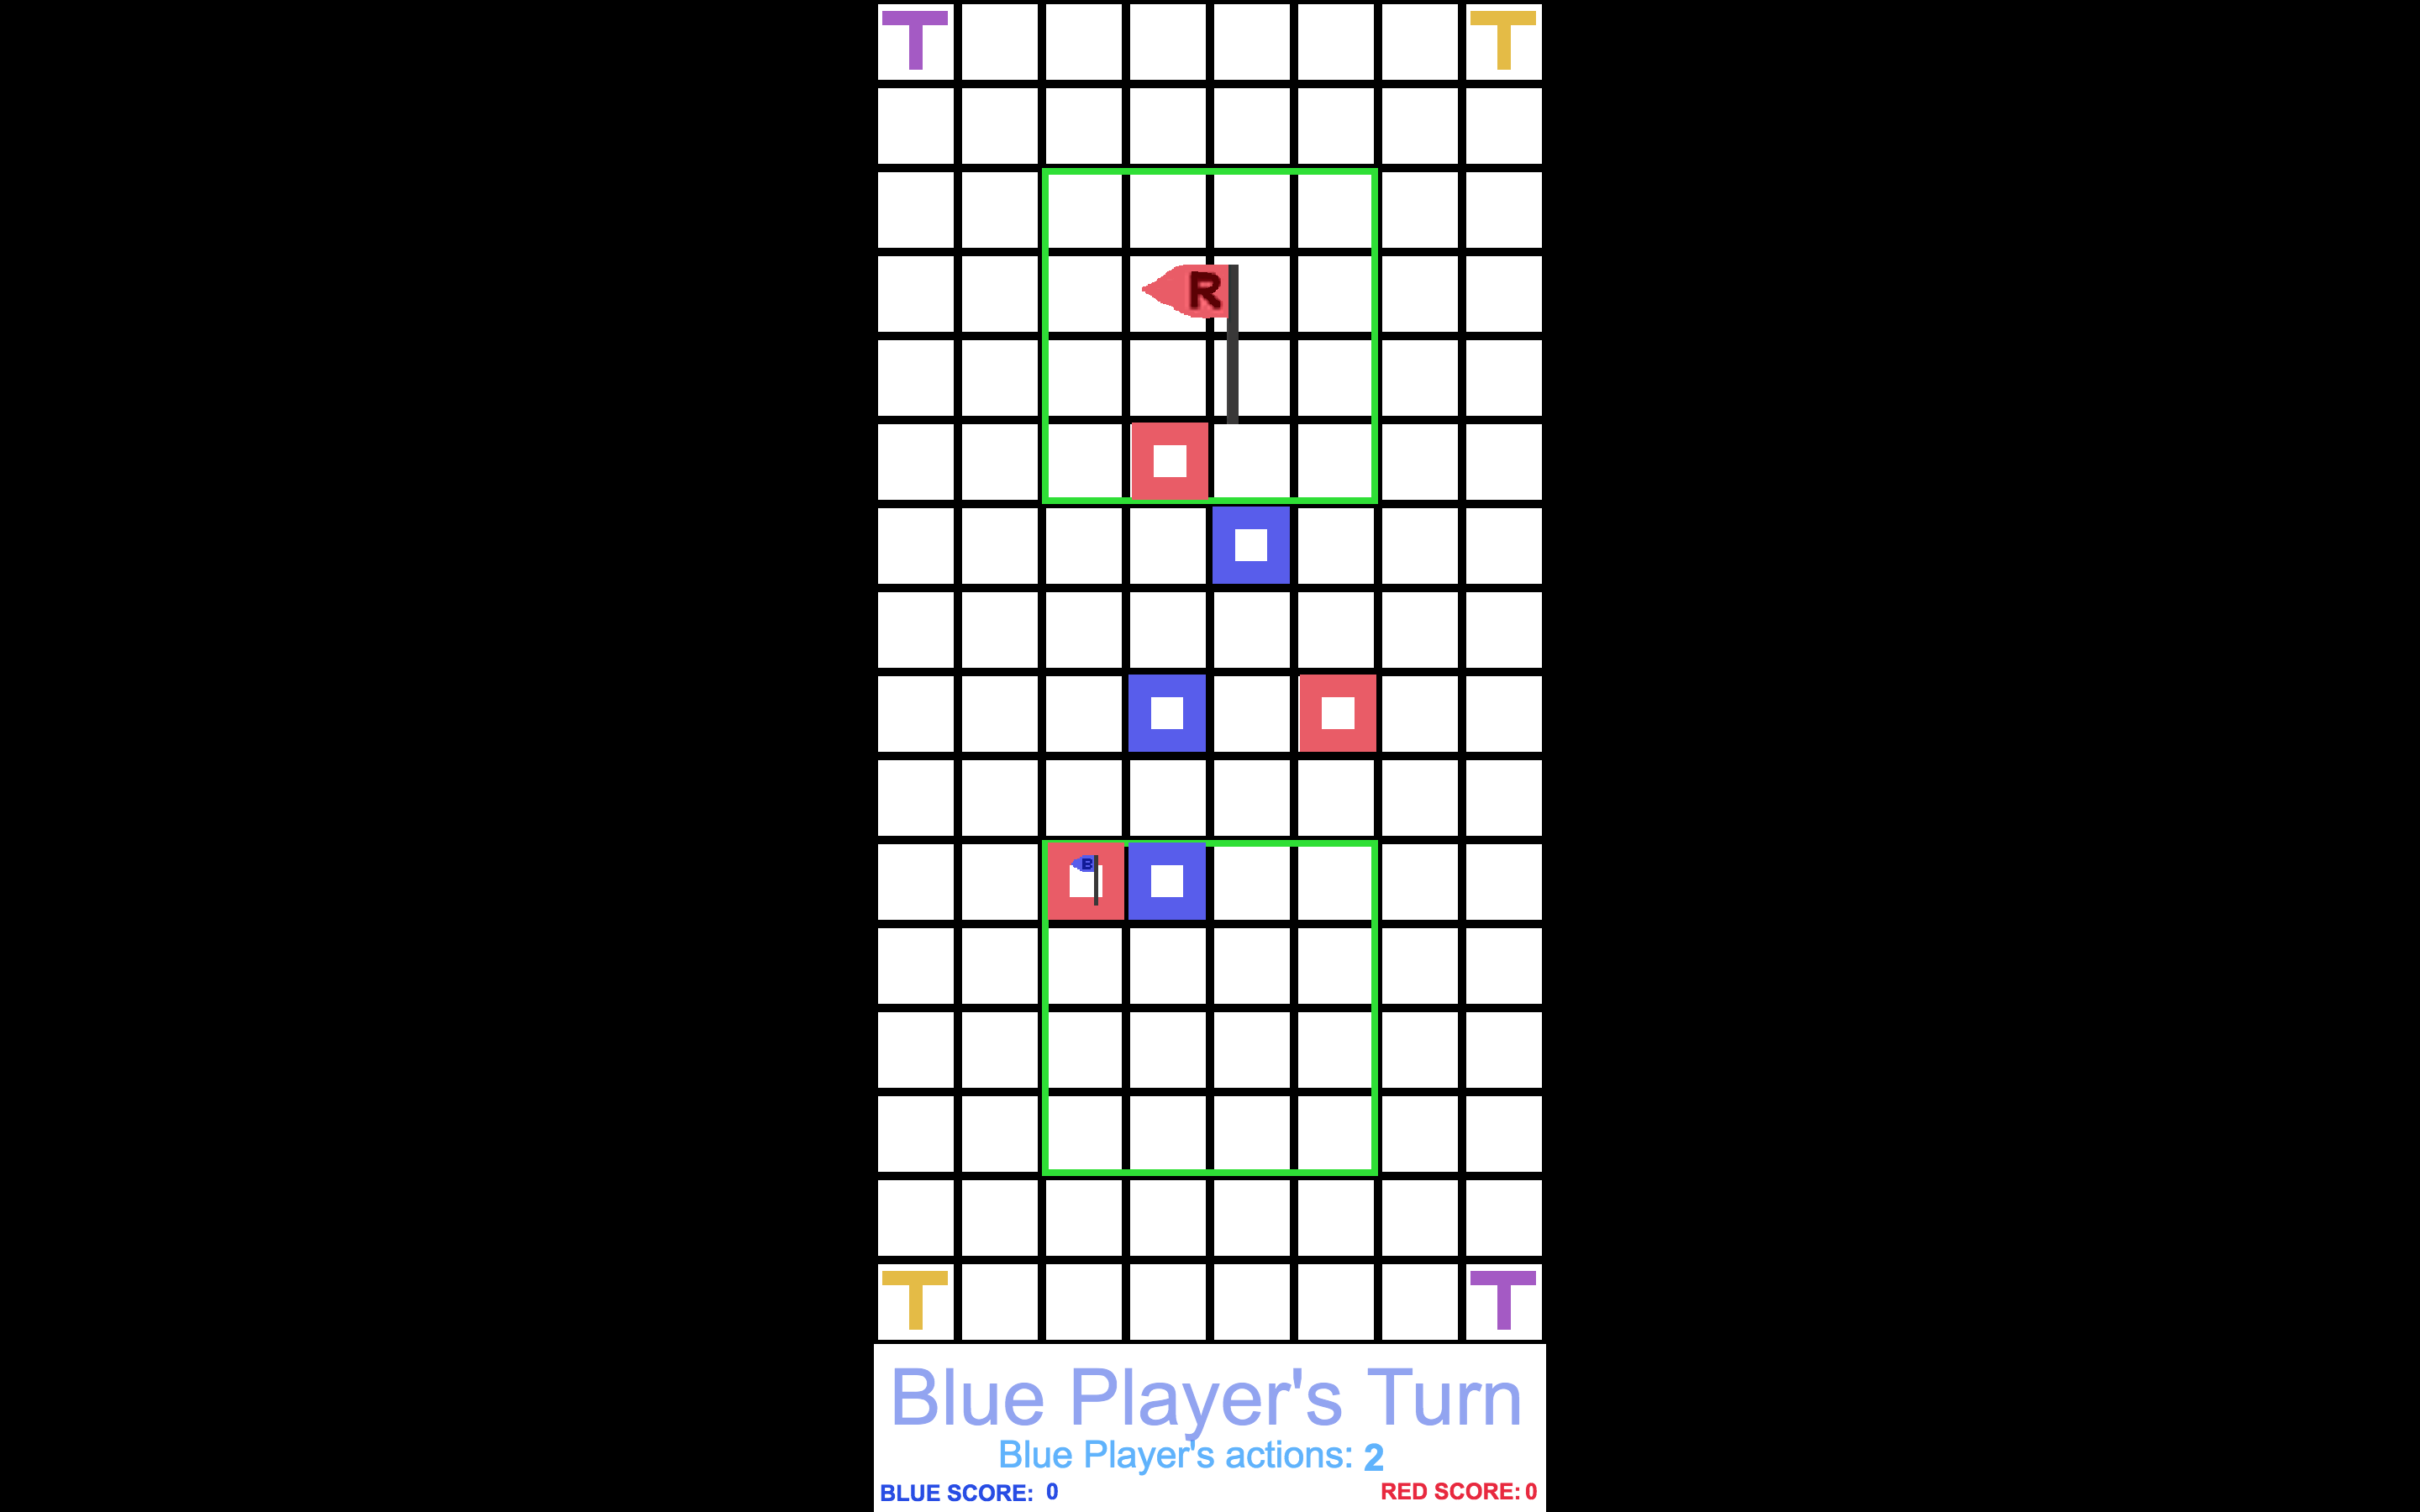 T T
R
B
T T
Blue Player's Turn
Blue Player's actions: 2
BLUE SCORE: 0 RED SCORE: 0